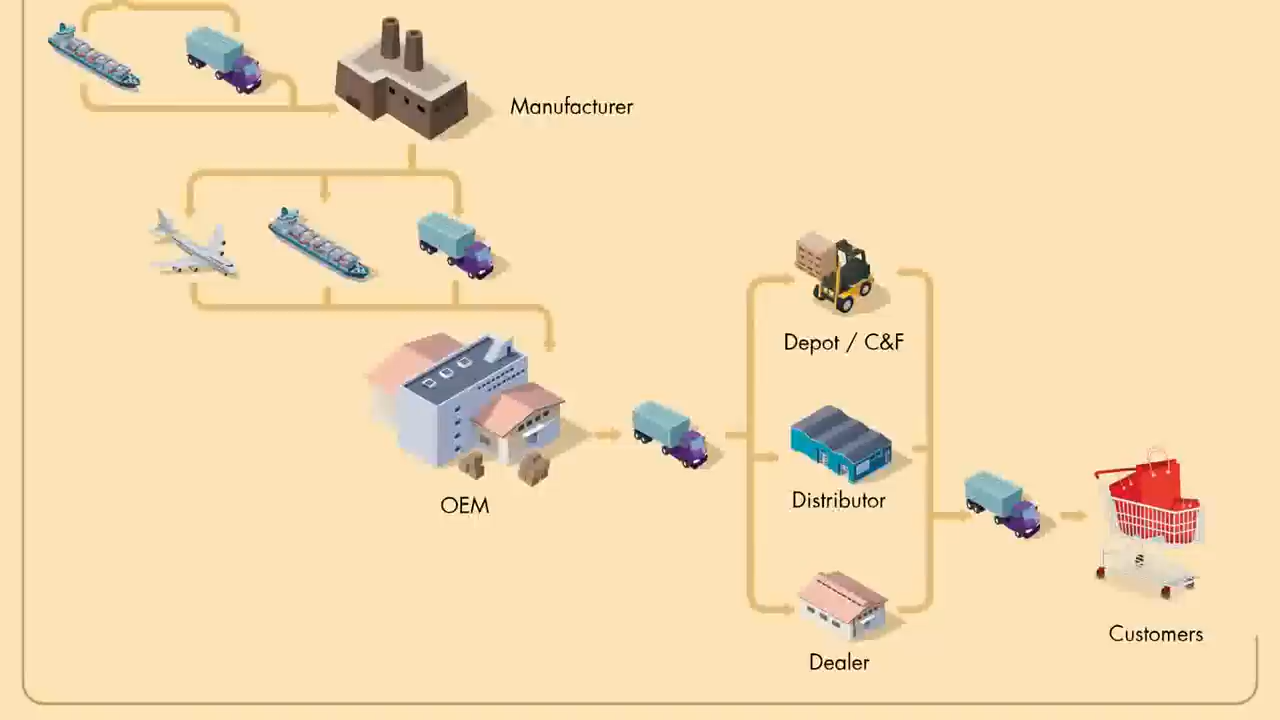 Manufacturer
Depot / C&F
OEM
Distributor
Dealer
Customers